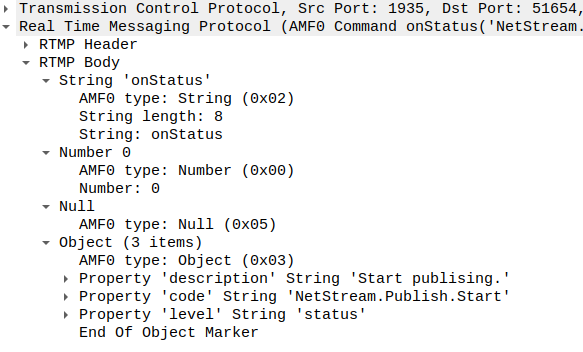 Transmission Control Protocol, Src Port: 1935, Dst Port: 51654,
Real Time Messaging Protocol (AMF0 Command onStatus('NetStream.
RTMP Header
RTMP Body
String 'onStatus'
AMF0 type: String (0x02)
String length: 8
String: onStatus
Number 0
AMF0 type: Number (0x00)
Number: 0
Null
AMF0 type: Null (0x05)
Object (3 items)
AMF0 type: Object (0x03)
Property 'description' String 'Start publising.'
Property 'code' String 'NetStream.Publish.Start'
Property 'level' String 'status'
End Of Object Marker